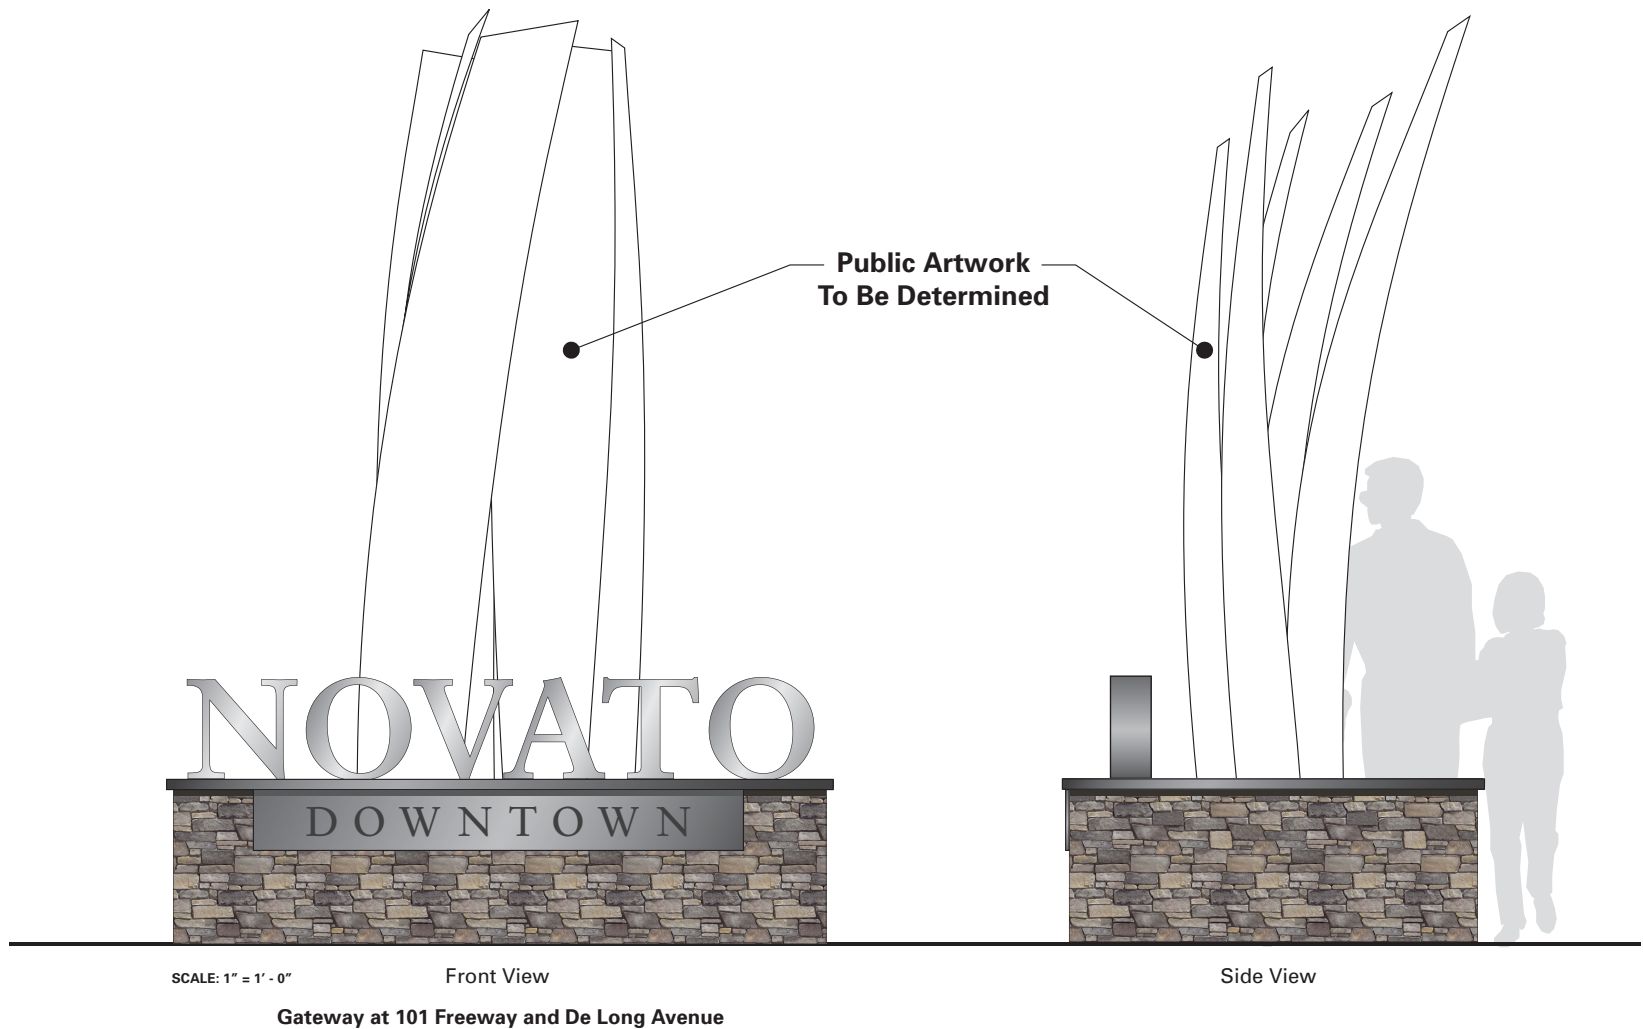 Public Artwork
To Be Determined
NOVATO
DOWNTOWN
SCALE: 1” = 1’ - 0”
Front View
Side View
Gateway at 101 Freeway and De Long Avenue